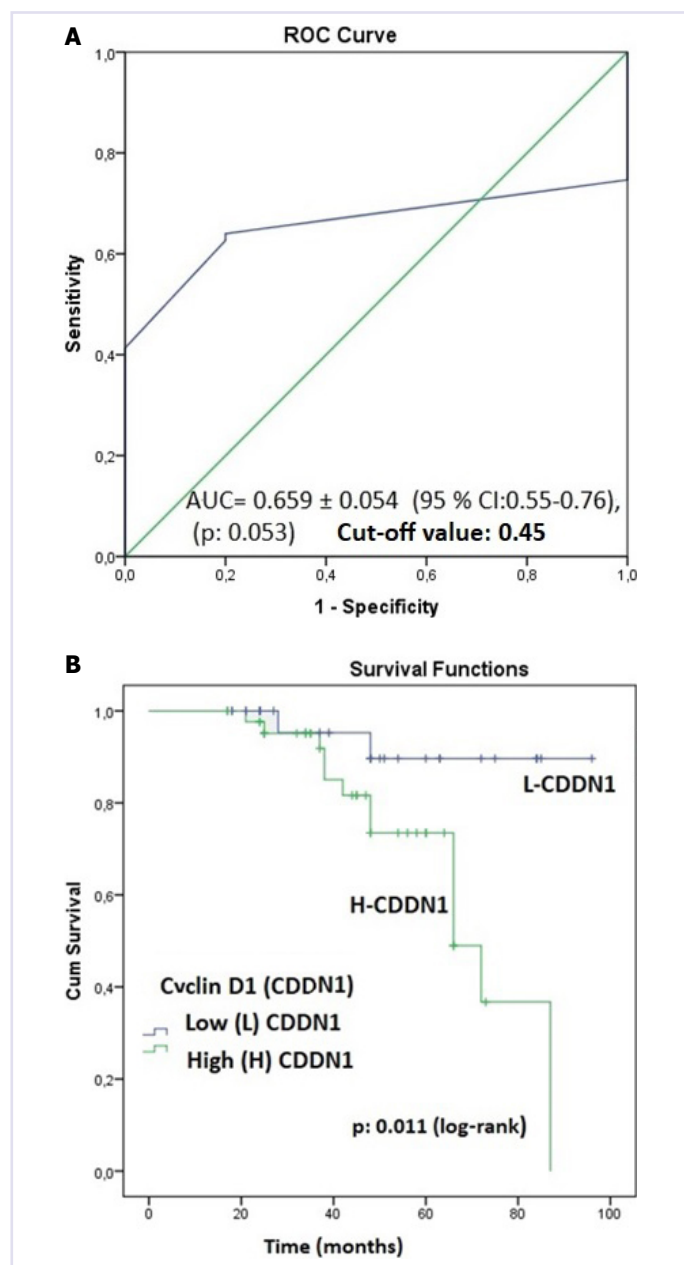 A
ROC Curve
1,0
0,8
0,6
0,4
0,2
0,0
Sensitivity
AUC= 0.659 ± 0.054 (95 % CI:0.55-0.76),
(p: 0.053) Cut-off value: 0.45
0,0 0,2 0,4 0,6 0,8 1,0
1 - Specificity
B
Survival Functions
1,0
0,8
0,6
0,4
0,2
0,0
Cum Survival
L-CDDN1
H-CDDN1
Cvclin D1 (CDDN1)
Low (L) CDDN1
High (H) CDDN1
p: 0.011 (log-rank)
0 20 40 60 80 100
Time (months)